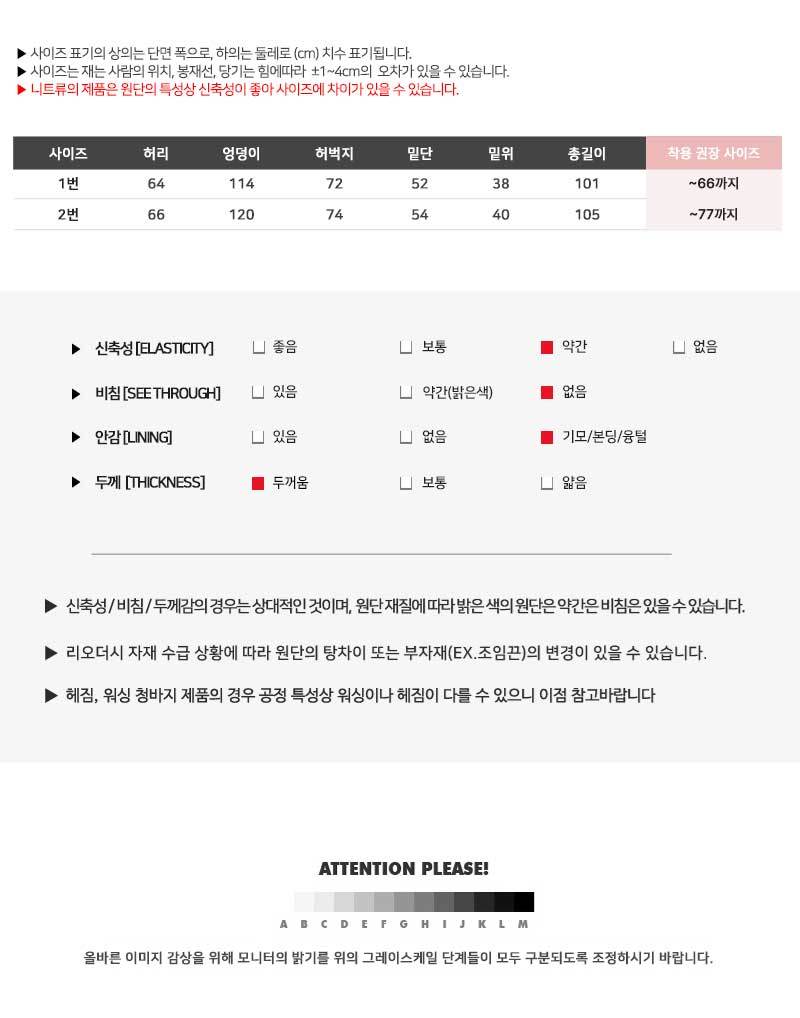 ▶ 사이즈 표기의 상의는 단면 폭으로, 하의는 둘레로 (cm) 치수 표기됩니다.
▶ 사이즈는 재는 사람의 위치, 봉재선, 당기는 힘에따라 ±1~4cm의 오차가 있을 수 있습니다.
▶ 니트류의 제품은 원단의 특성상 신축성이 좋아 사이즈에 차이가 있을 수 있습니다.
사이즈 허리 엉덩이 허벅지 밑단 밑위 총길이 착용 권장 사이즈
1번 64 114 72 52 38 101 ~66까지
2번 66 120 74 54 40 105 ~77까지
▶ 신축성 [ELASTICITY] 좋음 보통 약간 없음
▶ 비침 [SEE THROUGH] 있음 약간(밝은색) 없음
▶ 안감 [LINING] 있음 없음 기모/본딩/융털
▶ 두께 [THICKNESS] 두꺼움 보통 얇음
▶ 신축성 / 비침 / 두께감의 경우는 상대적인 것이며, 원단 재질에 따라 밝은 색의 원단은 약간은 비침은 있을 수 있습니다.
▶ 리오더시 자재 수급 상황에 따라 원단의 탕차이 또는 부자재(EX.조임끈)의 변경이 있을 수 있습니다.
▶ 헤짐, 워싱 청바지 제품의 경우 공정 특성상 워싱이나 헤짐이 다를 수 있으니 이점 참고바랍니다
ATTENTION PLEASE!
A B C D E F G H I J K L M
올바른 이미지 감상을 위해 모니터의 밝기를 위의 그레이스케일 단계들이 모두 구분되도록 조정하시기 바랍니다.